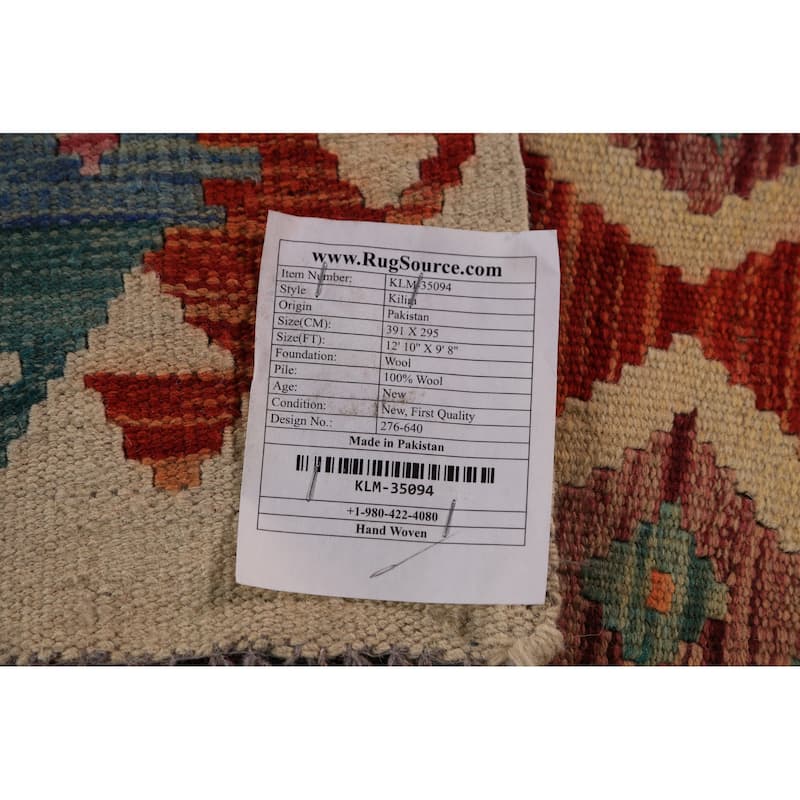 www.RugSource.com
Item Number: KLM-35094
Style Kilim
Origin Pakistan
Size(CM): 391 X 295
Size(FT): 12' 10" X 9' 8"
Foundation: Wool
Pile: 100% Wool
Age: New
Condition: New, First Quality
Design No.: 276-640
Made in Pakistan
KLM-35094
+1-980-422-4080
Hand Woven